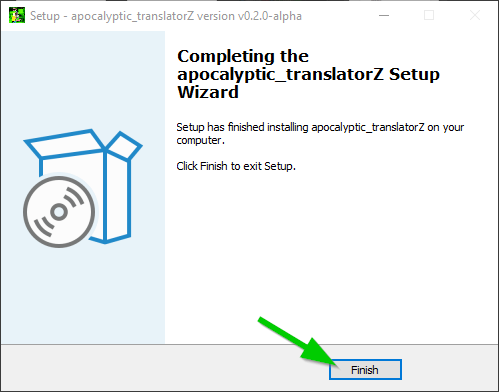 Setup - apocalyptic_translatorZ version v0.2.0-alpha
Completing the
apocalyptic_translatorZ Setup
Wizard
Setup has finished installing apocalyptic_translatorZ on your
computer.
Click Finish to exit Setup.
Finish